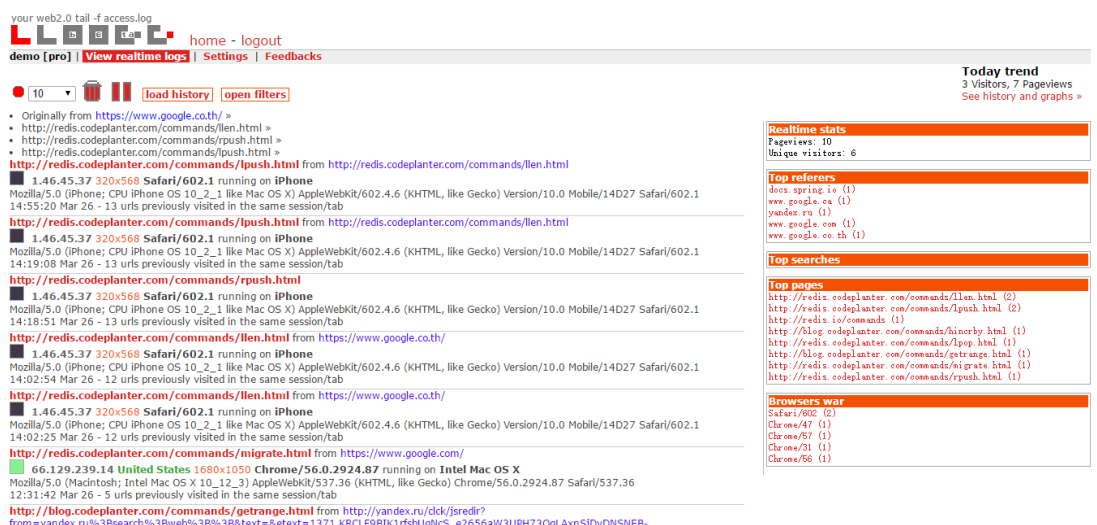 your web2.0 tail -f access.log
home - logout
demo [pro] | View realtime logs | Settings | Feedbacks
10
load history
open filters
Today trend
3 Visitors, 7 Pageviews
See history and graphs »
• Originally from https://www.google.co.th/ »
• http://redis.codeplanter.com/commands/llen.html »
• http://redis.codeplanter.com/commands/rpush.html »
• http://redis.codeplanter.com/commands/lpush.html »
http://redis.codeplanter.com/commands/lpush.html from http://redis.codeplanter.com/commands/llen.html
1.46.45.37 320x568 Safari/602.1 running on iPhone
Mozilla/5.0 (iPhone; CPU iPhone OS 10_2_1 like Mac OS X) AppleWebKit/602.4.6 (KHTML, like Gecko) Version/10.0 Mobile/14D27 Safari/602.1
14:55:20 Mar 26 - 13 urls previously visited in the same session/tab
http://redis.codeplanter.com/commands/lpush.html from http://redis.codeplanter.com/commands/llen.html
1.46.45.37 320x568 Safari/602.1 running on iPhone
Mozilla/5.0 (iPhone; CPU iPhone OS 10_2_1 like Mac OS X) AppleWebKit/602.4.6 (KHTML, like Gecko) Version/10.0 Mobile/14D27 Safari/602.1
14:19:08 Mar 26 - 13 urls previously visited in the same session/tab
http://redis.codeplanter.com/commands/rpush.html
1.46.45.37 320x568 Safari/602.1 running on iPhone
Mozilla/5.0 (iPhone; CPU iPhone OS 10_2_1 like Mac OS X) AppleWebKit/602.4.6 (KHTML, like Gecko) Version/10.0 Mobile/14D27 Safari/602.1
14:18:51 Mar 26 - 13 urls previously visited in the same session/tab
http://redis.codeplanter.com/commands/llen.html from https://www.google.co.th/
1.46.45.37 320x568 Safari/602.1 running on iPhone
Mozilla/5.0 (iPhone; CPU iPhone OS 10_2_1 like Mac OS X) AppleWebKit/602.4.6 (KHTML, like Gecko) Version/10.0 Mobile/14D27 Safari/602.1
14:02:54 Mar 26 - 12 urls previously visited in the same session/tab
http://redis.codeplanter.com/commands/llen.html from https://www.google.co.th/
1.46.45.37 320x568 Safari/602.1 running on iPhone
Mozilla/5.0 (iPhone; CPU iPhone OS 10_2_1 like Mac OS X) AppleWebKit/602.4.6 (KHTML, like Gecko) Version/10.0 Mobile/14D27 Safari/602.1
14:02:25 Mar 26 - 12 urls previously visited in the same session/tab
http://redis.codeplanter.com/commands/migrate.html from https://www.google.com/
66.129.239.14 United States 1680x1050 Chrome/56.0.2924.87 running on Intel Mac OS X
Mozilla/5.0 (Macintosh; Intel Mac OS X 10_12_3) AppleWebKit/537.36 (KHTML, like Gecko) Chrome/56.0.2924.87 Safari/537.36
12:31:42 Mar 26 - 5 urls previously visited in the same session/tab
http://blog.codeplanter.com/commands/getrange.html from http://yandex.ru/clck/jsredir?
Realtime stats
Pageviews: 10
Unique visitors: 6
Top referers
docs.spring.io (1)
www.google.ca (1)
yandex.ru (1)
www.google.com (1)
www.google.co.th (1)
Top searches
Top pages
http://redis.codeplanter.com/commands/llen.html (2)
http://redis.codeplanter.com/commands/lpush.html (2)
http://redis.io/commands (1)
http://blog.codeplanter.com/commands/hincrby.html (1)
http://redis.codeplanter.com/commands/lpop.html (1)
http://blog.codeplanter.com/commands/getrange.html (1)
http://redis.codeplanter.com/commands/migrate.html (1)
http://redis.codeplanter.com/commands/rpush.html (1)
Browsers war
Safari/602 (2)
Chrome/47 (1)
Chrome/57 (1)
Chrome/31 (1)
Chrome/56 (1)